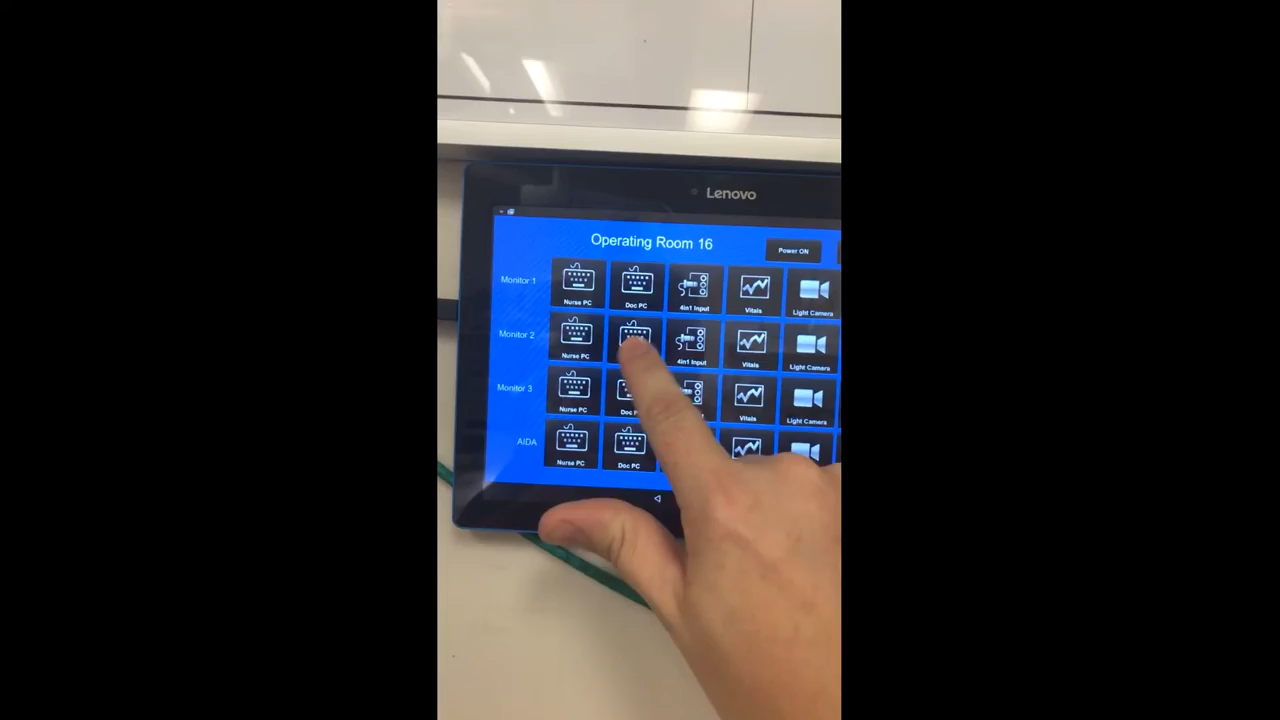 Lenovo
Operating Room 16
Power ON
Monitor 1
Nurse PC
Doc PC
4in1 Input
Vitals
Light Camera
Monitor 2
Nurse PC
4in1 Input
Vitals
Light Camera
Monitor 3
Nurse PC
Vitals
Light Camera
AIDA
Nurse PC
Doc PC